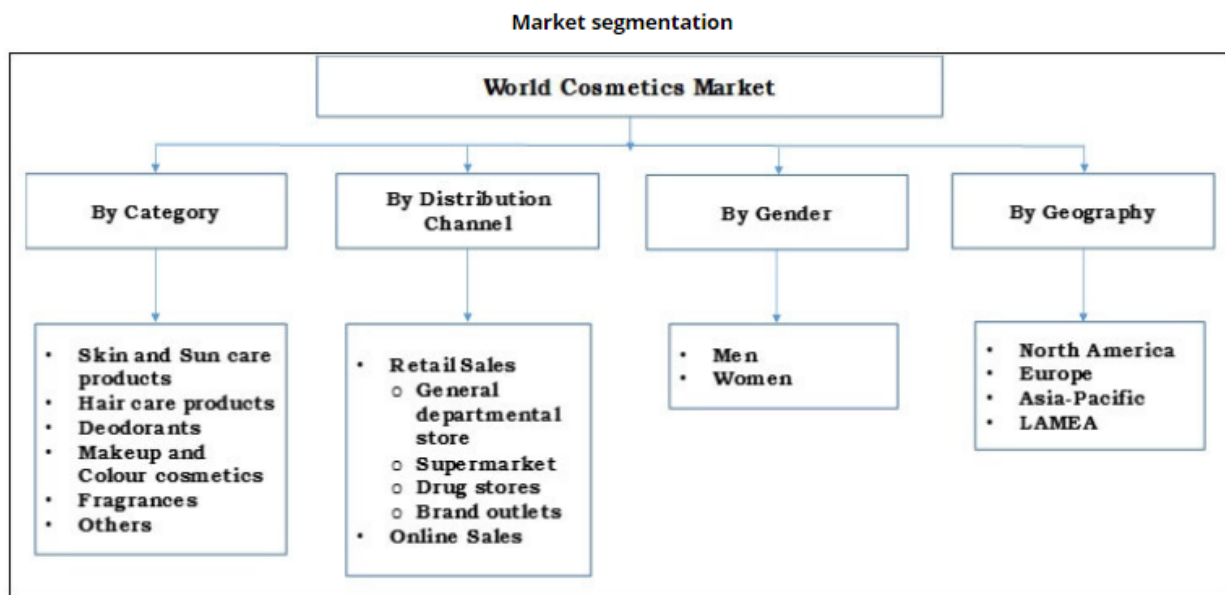 Market segmentation
World Cosmetics Market
By Category
By Distribution
Channel
By Gender
By Geography
• Skin and Sun care
products
• Hair care products
• Deodorants
• Makeup and
Colour cosmetics
• Fragrances
• Others
• Retail Sales
o General
departmental
store
o Supermarket
o Drug stores
o Brand outlets
• Online Sales
• Men
• Women
• North America
• Europe
• Asia-Pacific
• LAMEA